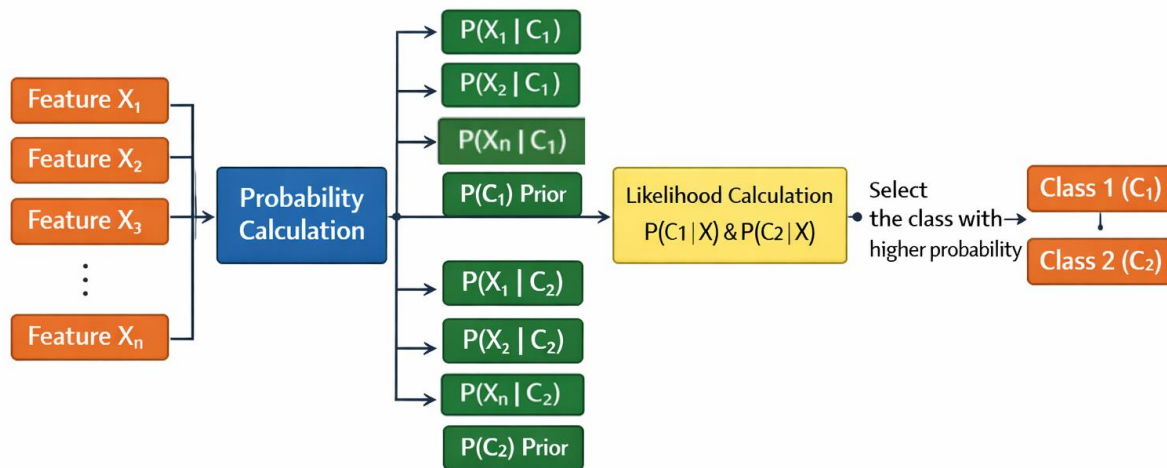 Feature X₁
Feature X₂
Feature X₃
⋮
Feature Xₙ
Probability
Calculation
P(X₁ | C₁)
P(X₂ | C₁)
P(Xn | C₁)
P(C₁) Prior
P(X₁ | C₂)
P(X₂ | C₂)
P(Xₙ | C₂)
P(C₂) Prior
Likelihood Calculation
P(C1 | X) & P(C2 | X)
Select
the class with
higher probability
Class 1 (C₁)
Class 2 (C₂)